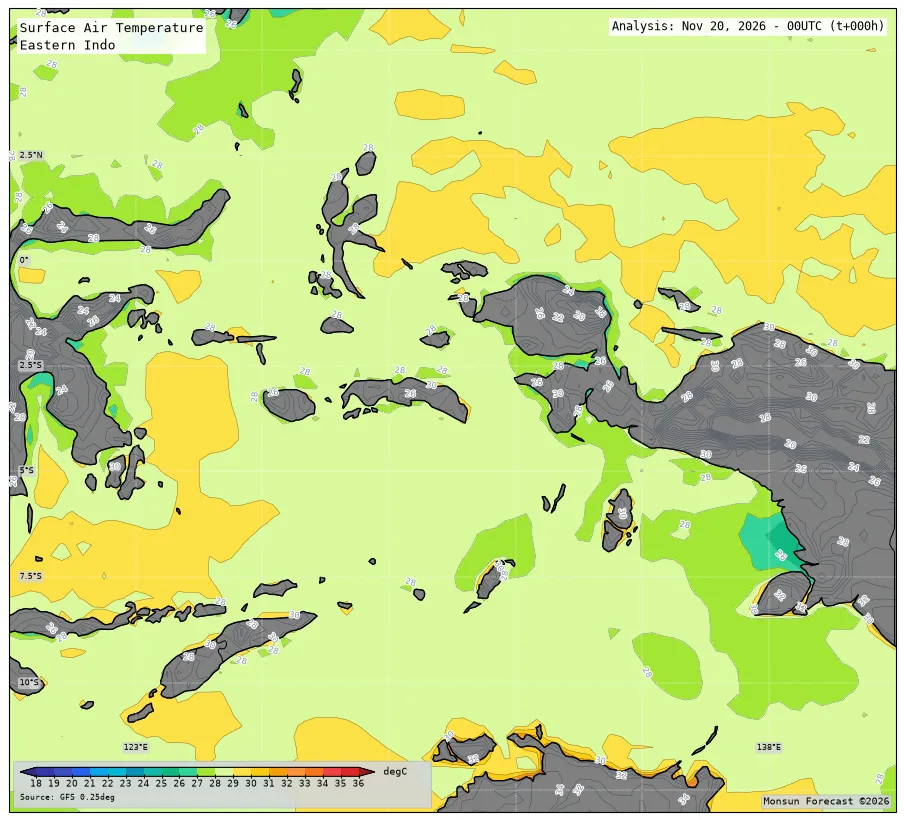 Surface Air Temperature
Eastern Indo
Analysis: Nov 20, 2026 - 00UTC (t+000h)
2.5°N
0°
2.5°S
5°S
7.5°S
10°S
123°E
138°E
18 19 20 21 22 23 24 25 26 27 28 29 30 31 32 33 34 35 36
degC
Source: GFS 0.25deg
Monsun Forecast ©2026